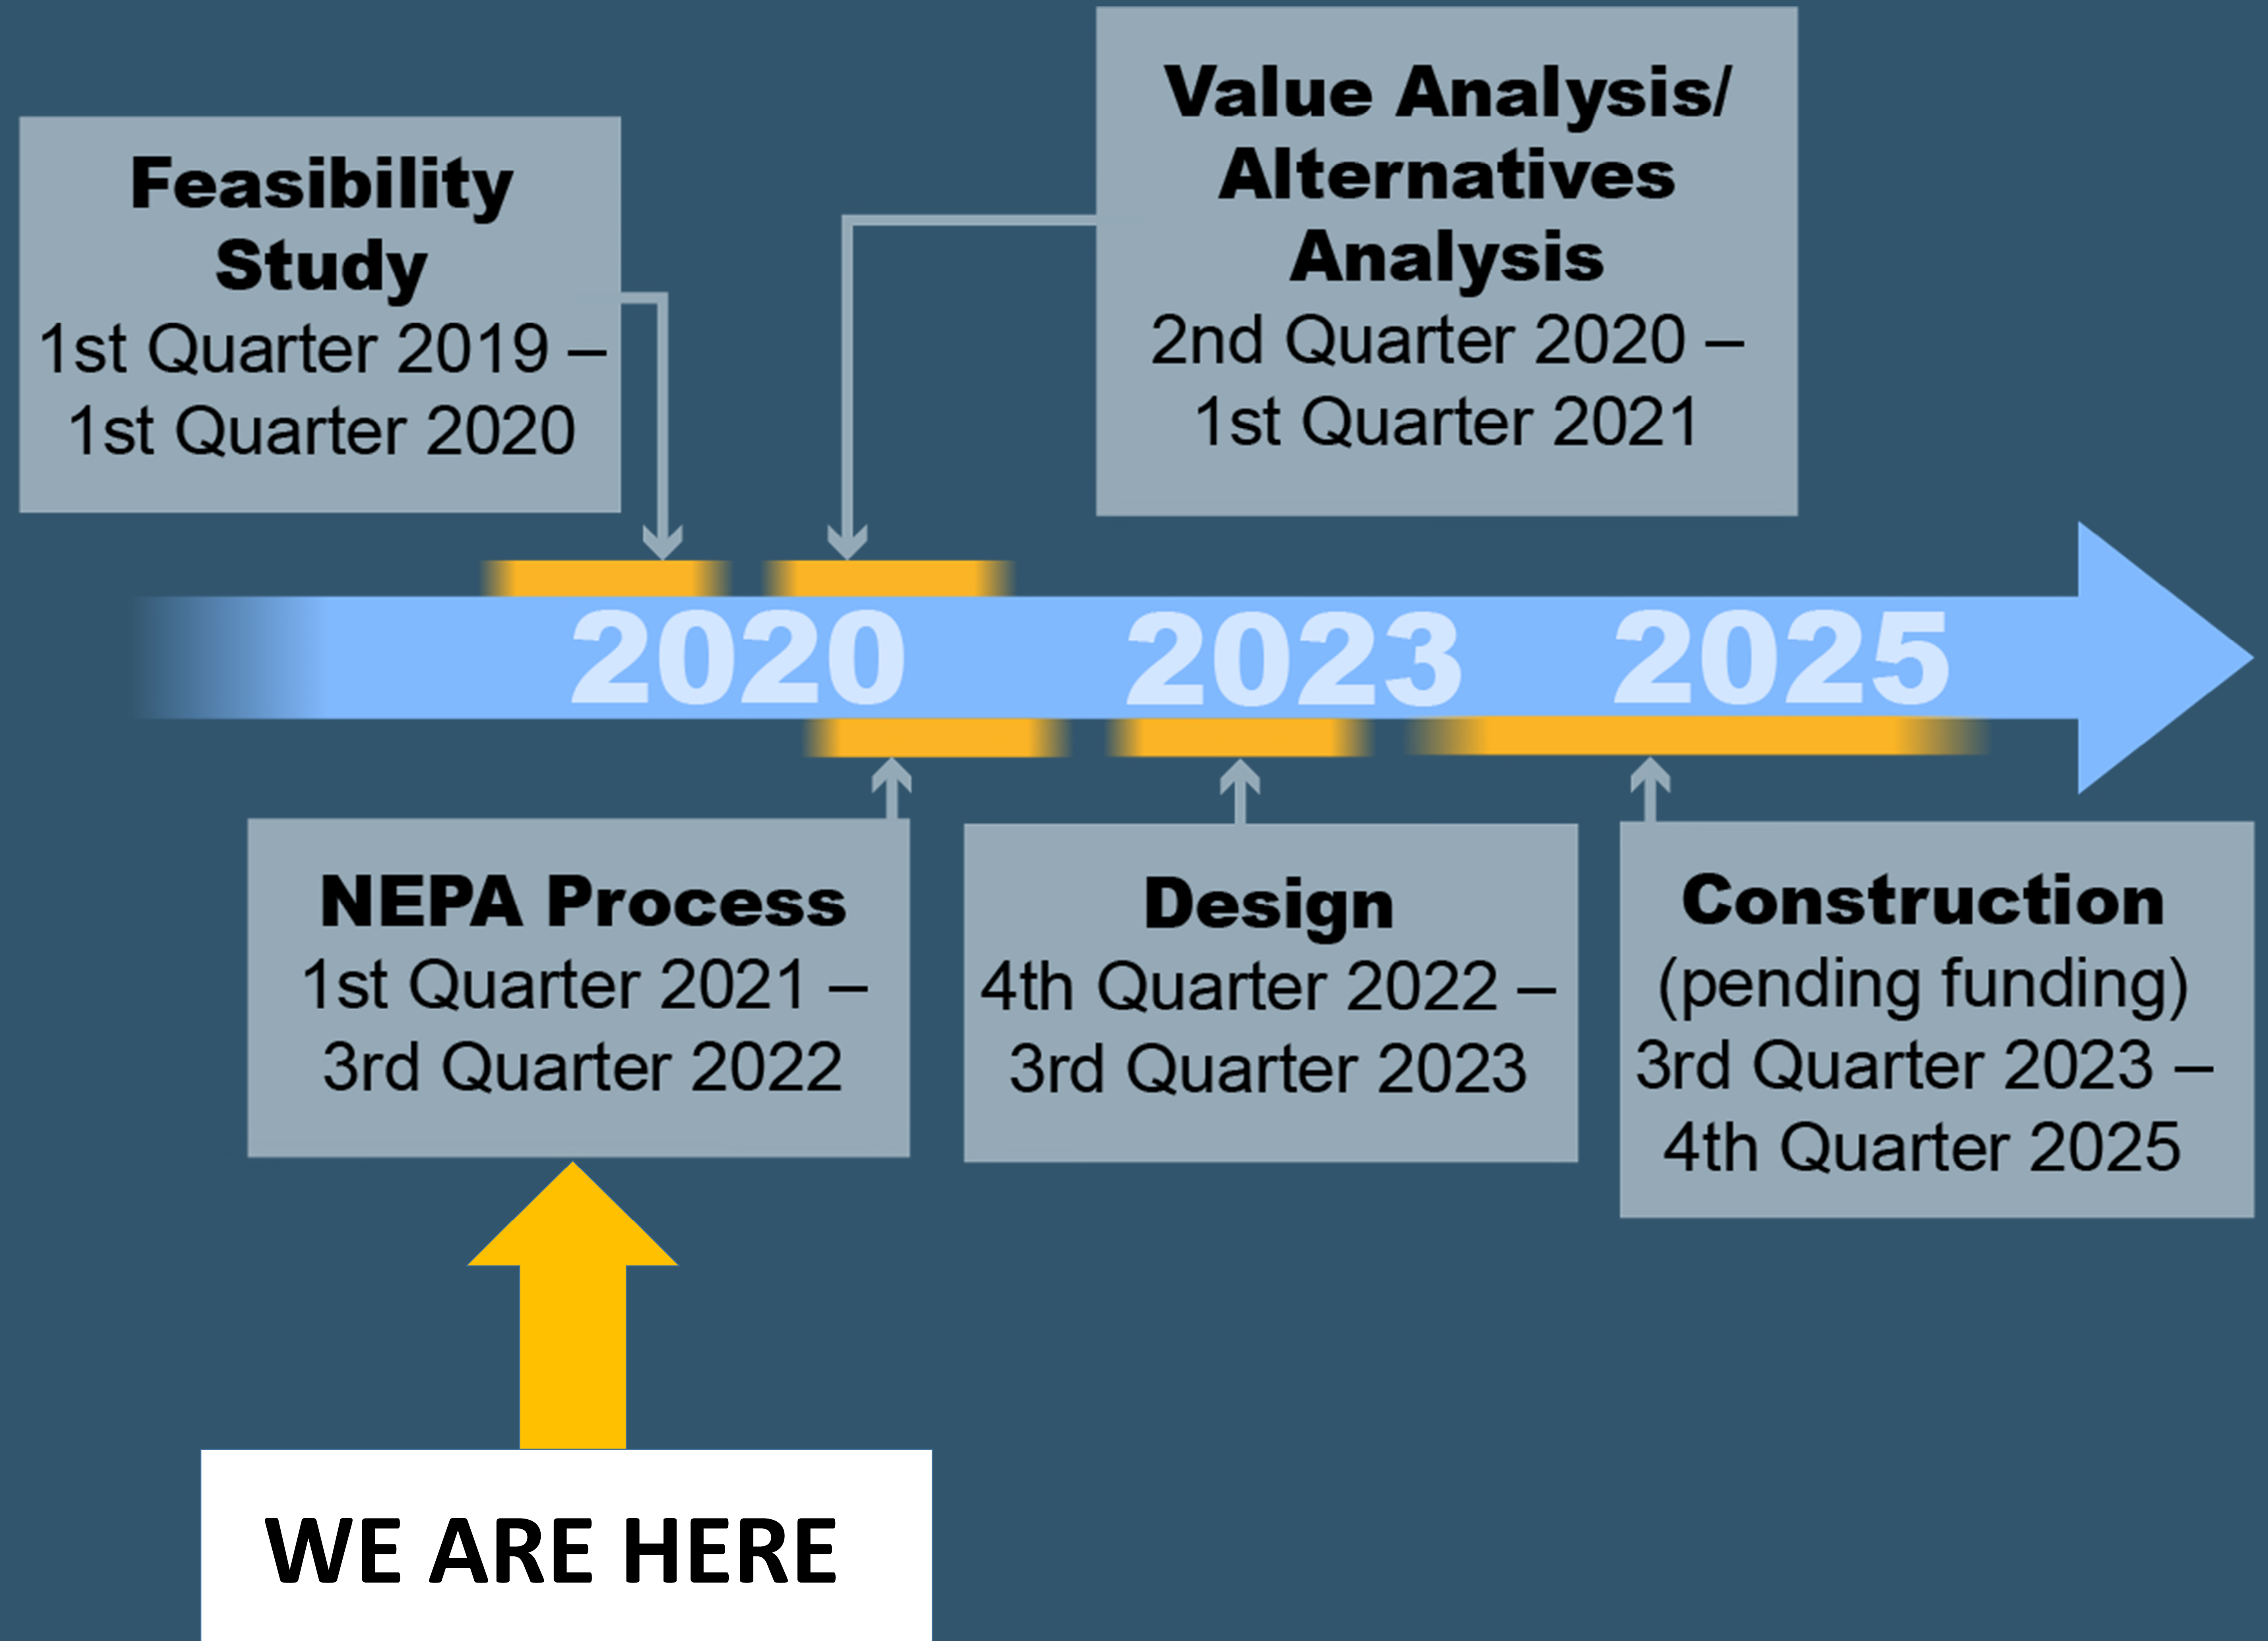 Feasibility
Study
1st Quarter 2019 –
1st Quarter 2020
Value Analysis/
Alternatives
Analysis
2nd Quarter 2020 –
1st Quarter 2021
2020
2023
2025
NEPA Process
1st Quarter 2021 –
3rd Quarter 2022
Design
4th Quarter 2022 –
3rd Quarter 2023
Construction
(pending funding)
3rd Quarter 2023 –
4th Quarter 2025
WE ARE HERE